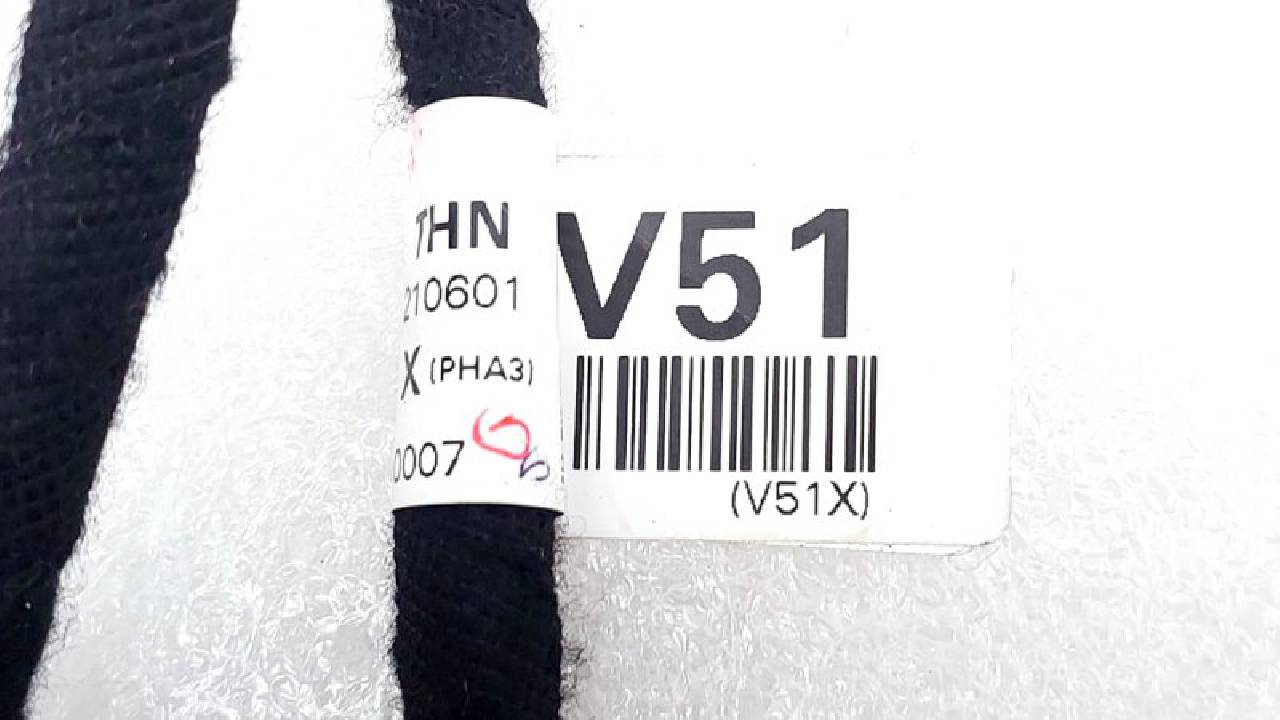 THN
210601
X (PHA3)
0007
V51
(V51X)